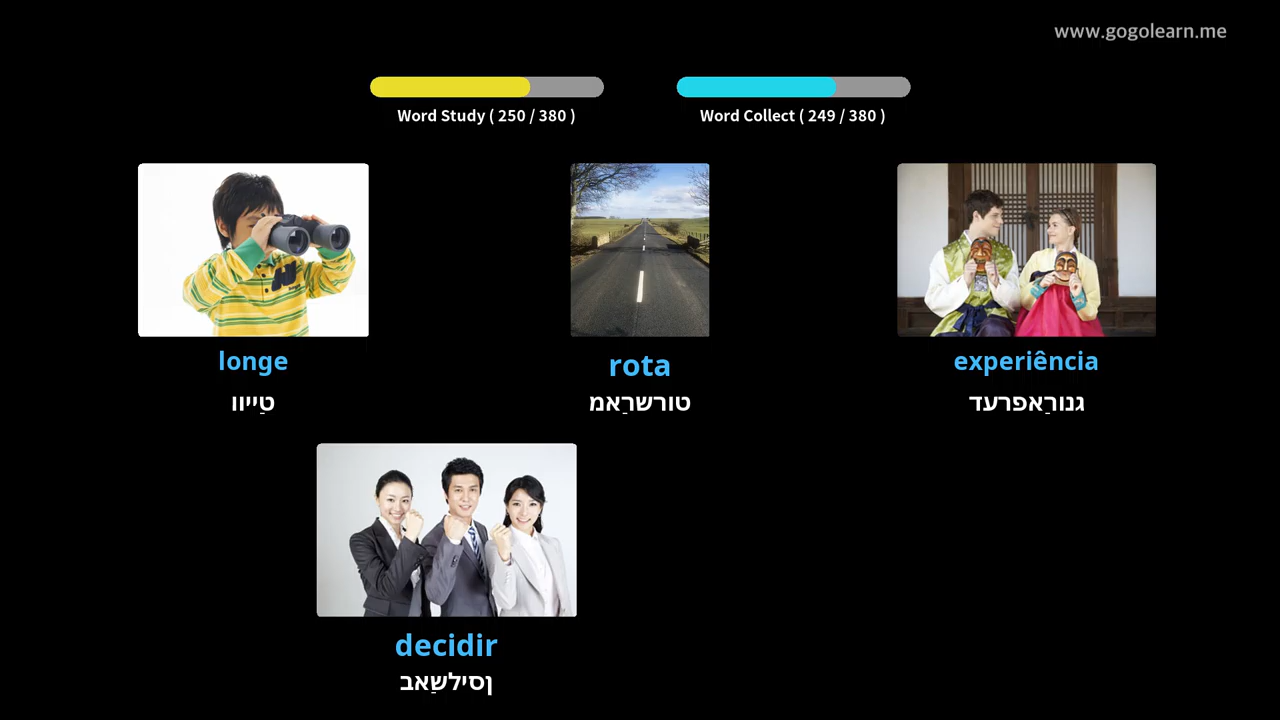 www.gogolearn.me
Word Study ( 250 / 380 )
Word Collect ( 249 / 380 )
longe
טַייוו
rota
טורשרַאמ
experiência
גנורַאפרעד
decidir
ןסילשַאב